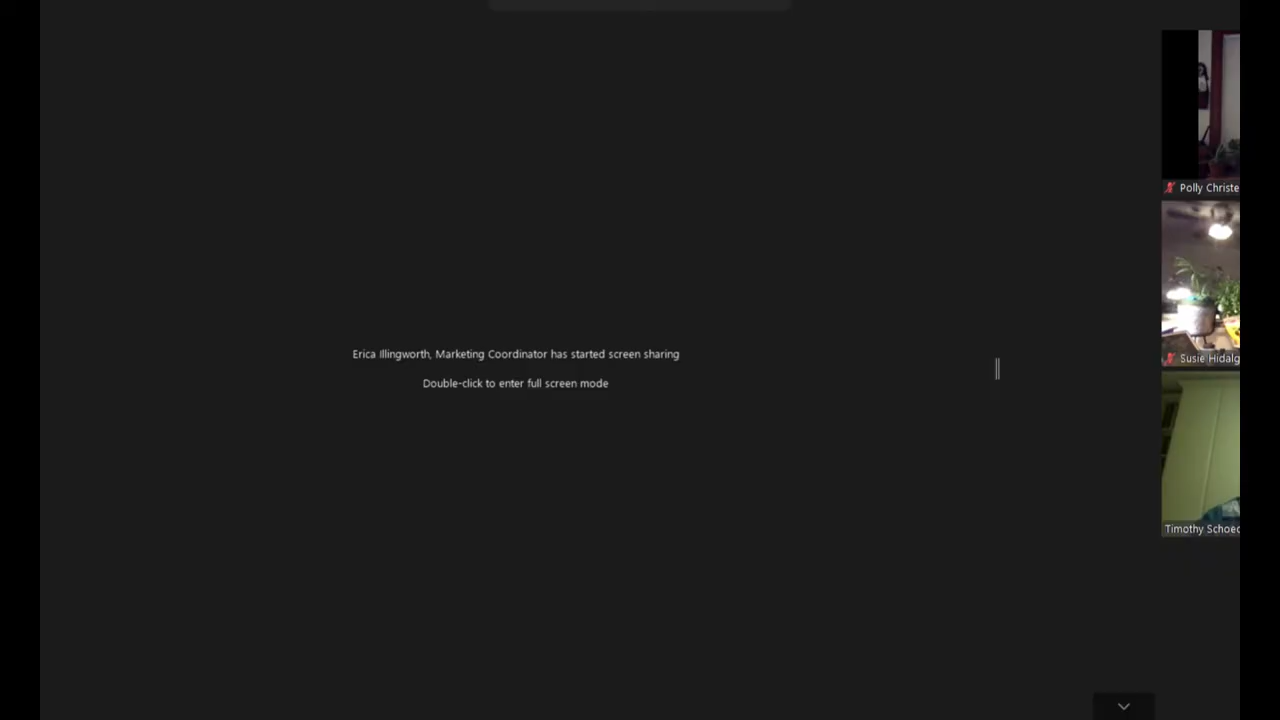 Erica Illingworth, Marketing Coordinator has started screen sharing
Double-click to enter full screen mode
Polly Christe
Susie Hidalg
Timothy Schoec